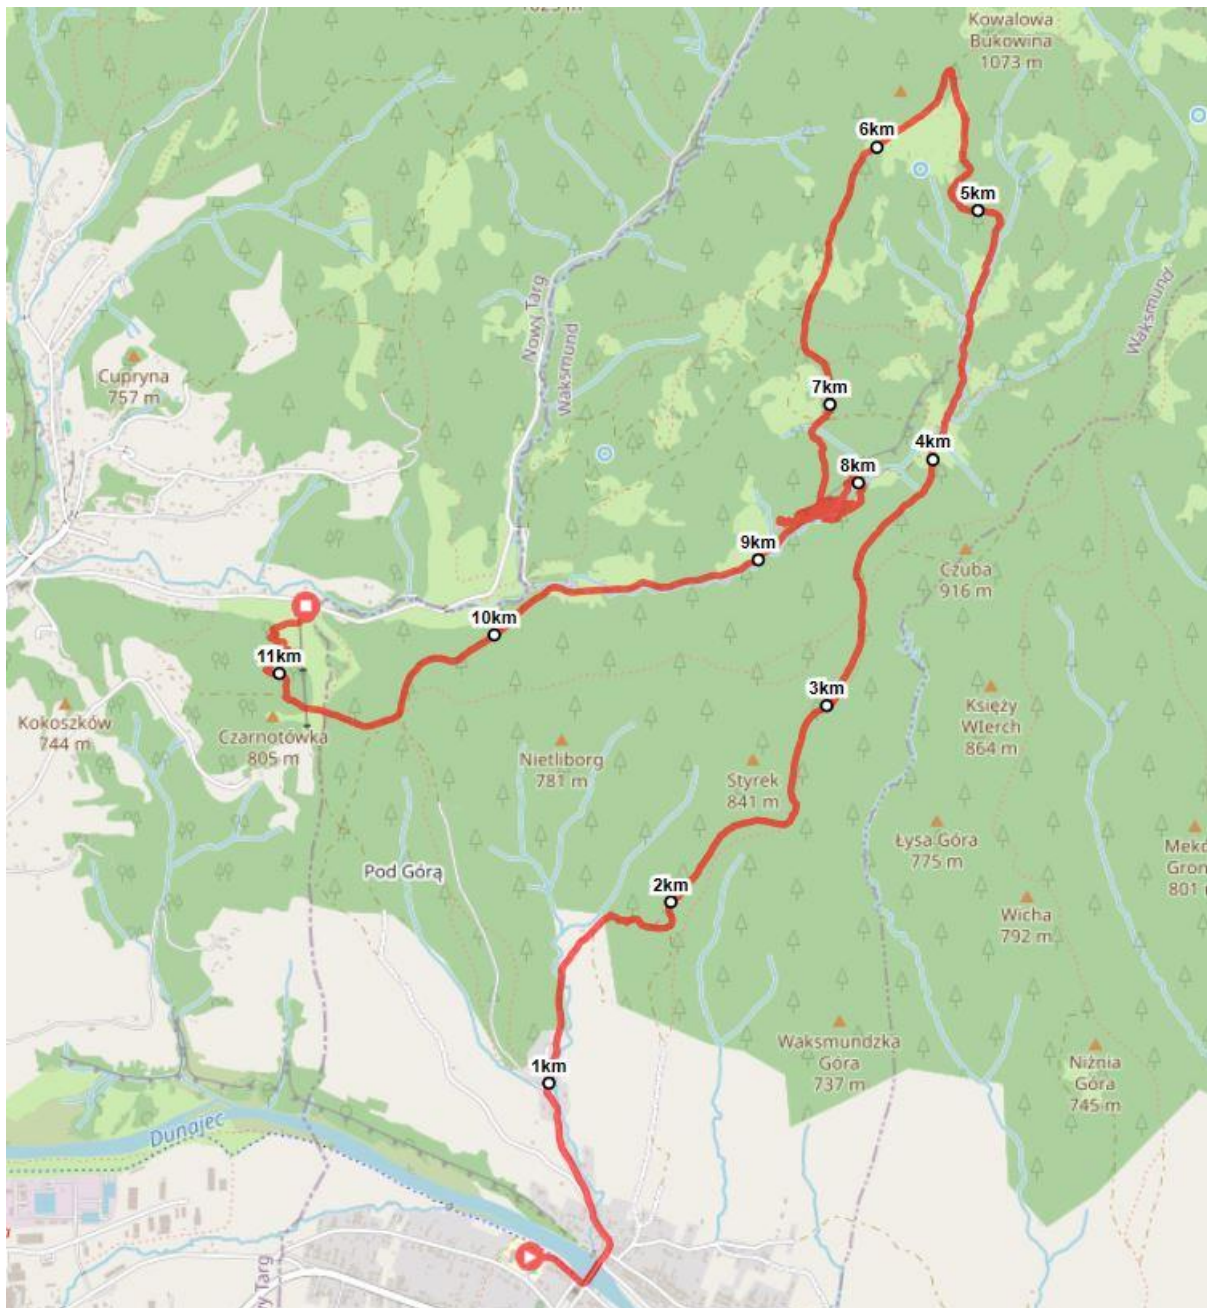 Kowalowa
Bukowina
1073 m
6km
5km
Nowy Targ
Waksmund
Waksmund
Cupryna
757 m
7km
4km
8km
9km
Czuba
916 m
10km
11km
3km
Kokoszków
744 m
Czarnotówka
805 m
Nietliborg
781 m
Księży
WIerch
864 m
Styrek
841 m
Łysa Góra
775 m
Pod Górą
2km
801
Wicha
792 m
Waksmundzka
Góra
737 m
Niżnia
Góra
745 m
1km
Dunajec
Targ